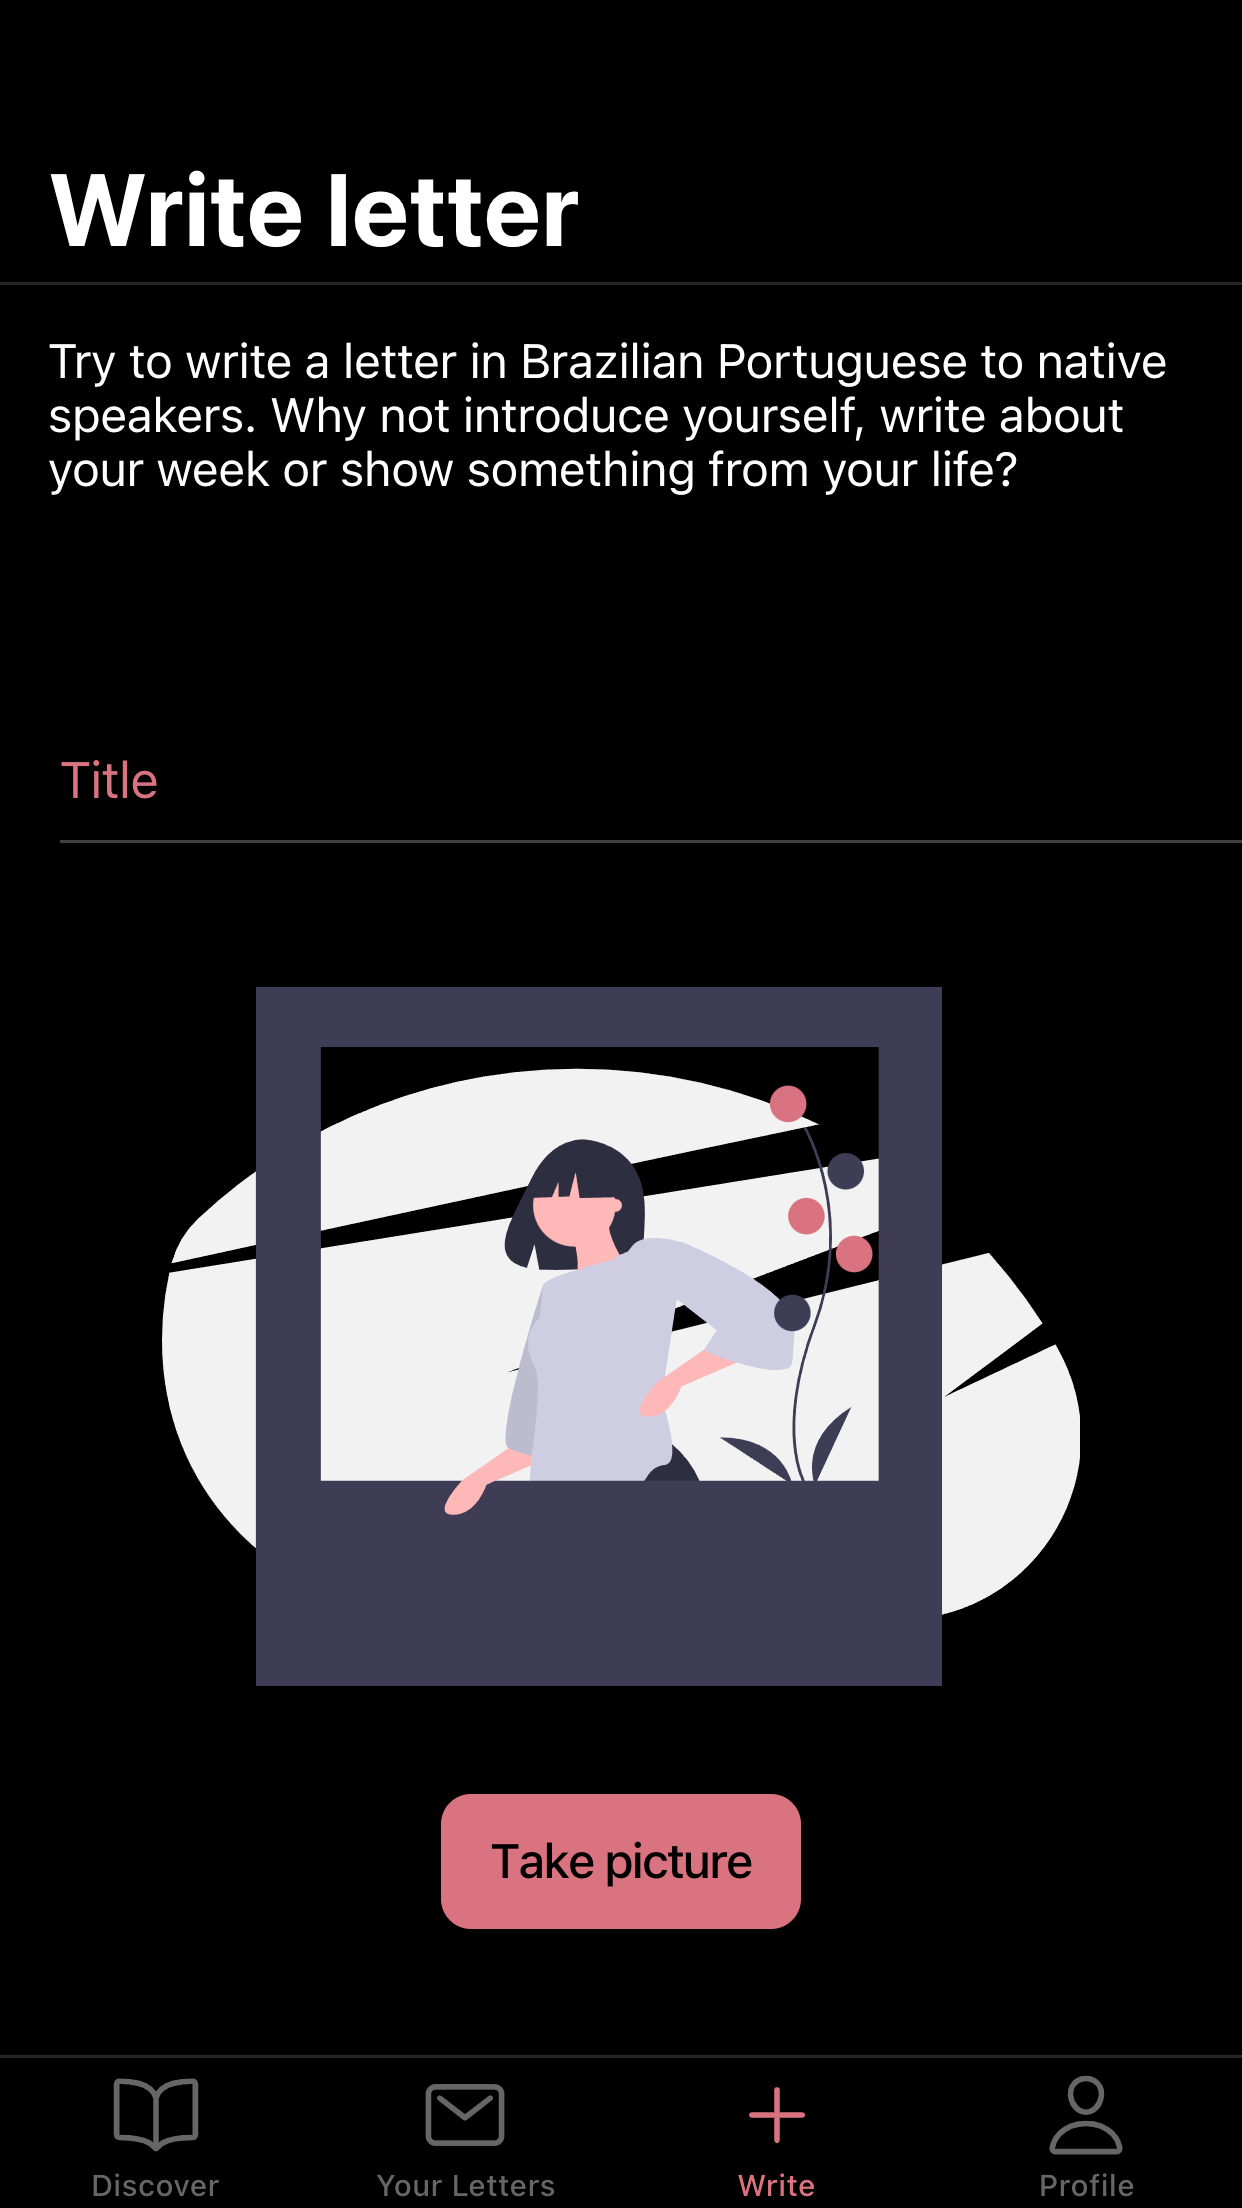 Write letter
Try to write a letter in Brazilian Portuguese to native
speakers. Why not introduce yourself, write about
your week or show something from your life?
Title
Take picture
Discover
Your Letters
Write
Profile